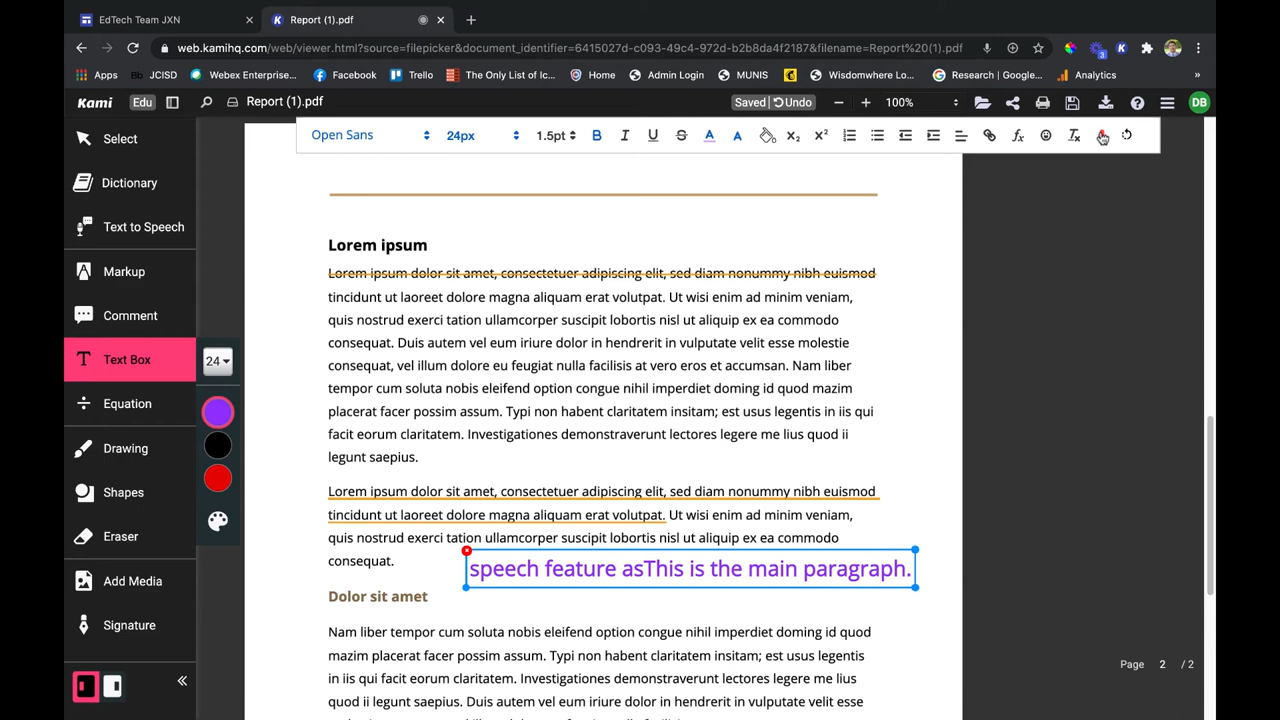 EdTech Team JXN
Report (1).pdf
web.kamihq.com/web/viewer.html?source=filepicker&document_identifier=6415027d-c093-49c4-972d-b2b8da4f2187&filename=Report%20(1).pdf
3
Apps
Bb JCISD
Webex Enterprise...
Facebook
Trello
The Only List of Ic...
Home
Admin Login
MUNIS
Wisdomwhere Lo...
Research | Google...
Analytics
»
Kami Edu
Report (1).pdf
Saved Undo
100%
DB
Open Sans
24px
1.5pt
B I U S A A X₂ X²
Select
Dictionary
Text to Speech
Markup
Comment
Text Box
Equation
Drawing
Shapes
Eraser
Add Media
Signature
24
Lorem ipsum
Lorem ipsum dolor sit amet, consectetuer adipiscing elit, sed diam nonummy nibh euismod
tincidunt ut laoreet dolore magna aliquam erat volutpat. Ut wisi enim ad minim veniam,
quis nostrud exerci tation ullamcorper suscipit lobortis nisl ut aliquip ex ea commodo
consequat. Duis autem vel eum iriure dolor in hendrerit in vulputate velit esse molestie
consequat, vel illum dolore eu feugiat nulla facilisis at vero eros et accumsan. Nam liber
tempor cum soluta nobis eleifend option congue nihil imperdiet doming id quod mazim
placerat facer possim assum. Typi non habent claritatem insitam; est usus legentis in iis qui
facit eorum claritatem. Investigationes demonstraverunt lectores legere me lius quod ii
legunt saepius.
Lorem ipsum dolor sit amet, consectetuer adipiscing elit, sed diam nonummy nibh euismod
tincidunt ut laoreet dolore magna aliquam erat volutpat. Ut wisi enim ad minim veniam,
quis nostrud exerci tation ullamcorper suscipit lobortis nisl ut aliquip ex ea commodo
consequat.
speech feature asThis is the main paragraph.
Dolor sit amet
Nam liber tempor cum soluta nobis eleifend option congue nihil imperdiet doming id quod
mazim placerat facer possim assum. Typi non habent claritatem insitam; est usus legentis
in iis qui facit eorum claritatem. Investigationes demonstraverunt lectores legere me lius
quod ii legunt saepius. Duis autem vel eum iriure dolor in hendrerit in vulputate velit esse
Page 2 / 2